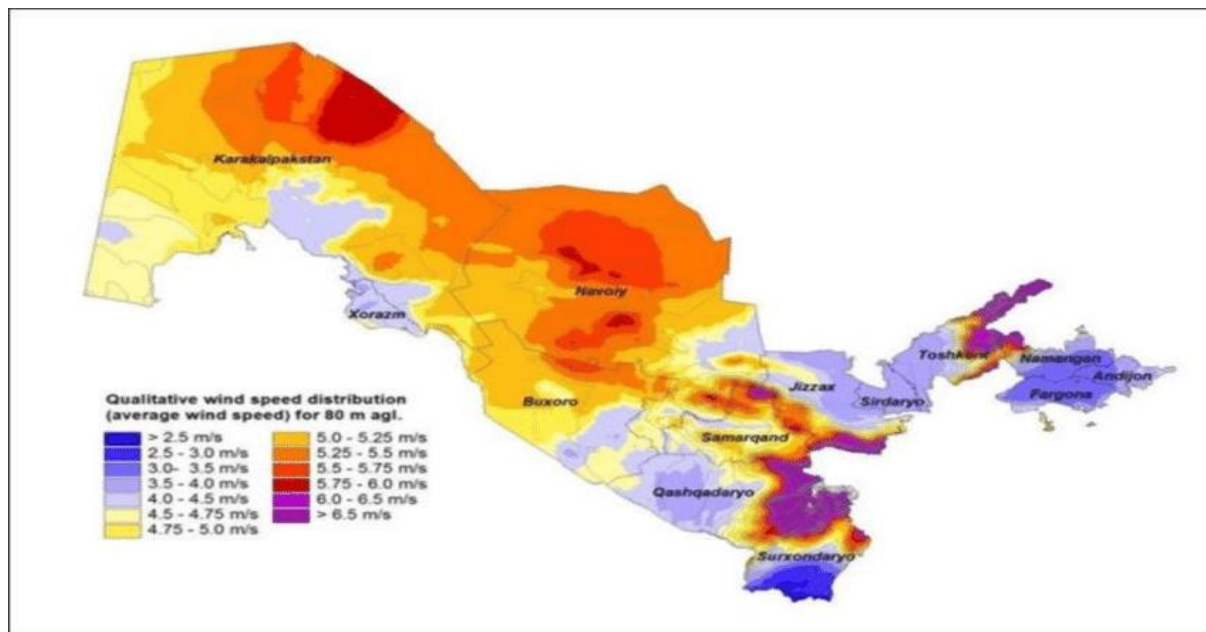 Karakalpakstan
Navoiy
Xorazm
Toshkent
Namangan
Andijon
Fargona
Jizzax
Sirdaryo
Buxoro
Samarqand
Qashqadaryo
Surxondaryo
Qualitative wind speed distribution
(average wind speed) for 80 m agl.
> 2.5 m/s
2.5 - 3.0 m/s
3.0- 3.5 m/s
3.5 - 4.0 m/s
4.0 - 4.5 m/s
4.5 - 4.75 m/s
4.75 - 5.0 m/s
5.0 - 5.25 m/s
5.25 - 5.5 m/s
5.5 - 5.75 m/s
5.75 - 6.0 m/s
6.0 - 6.5 m/s
> 6.5 m/s